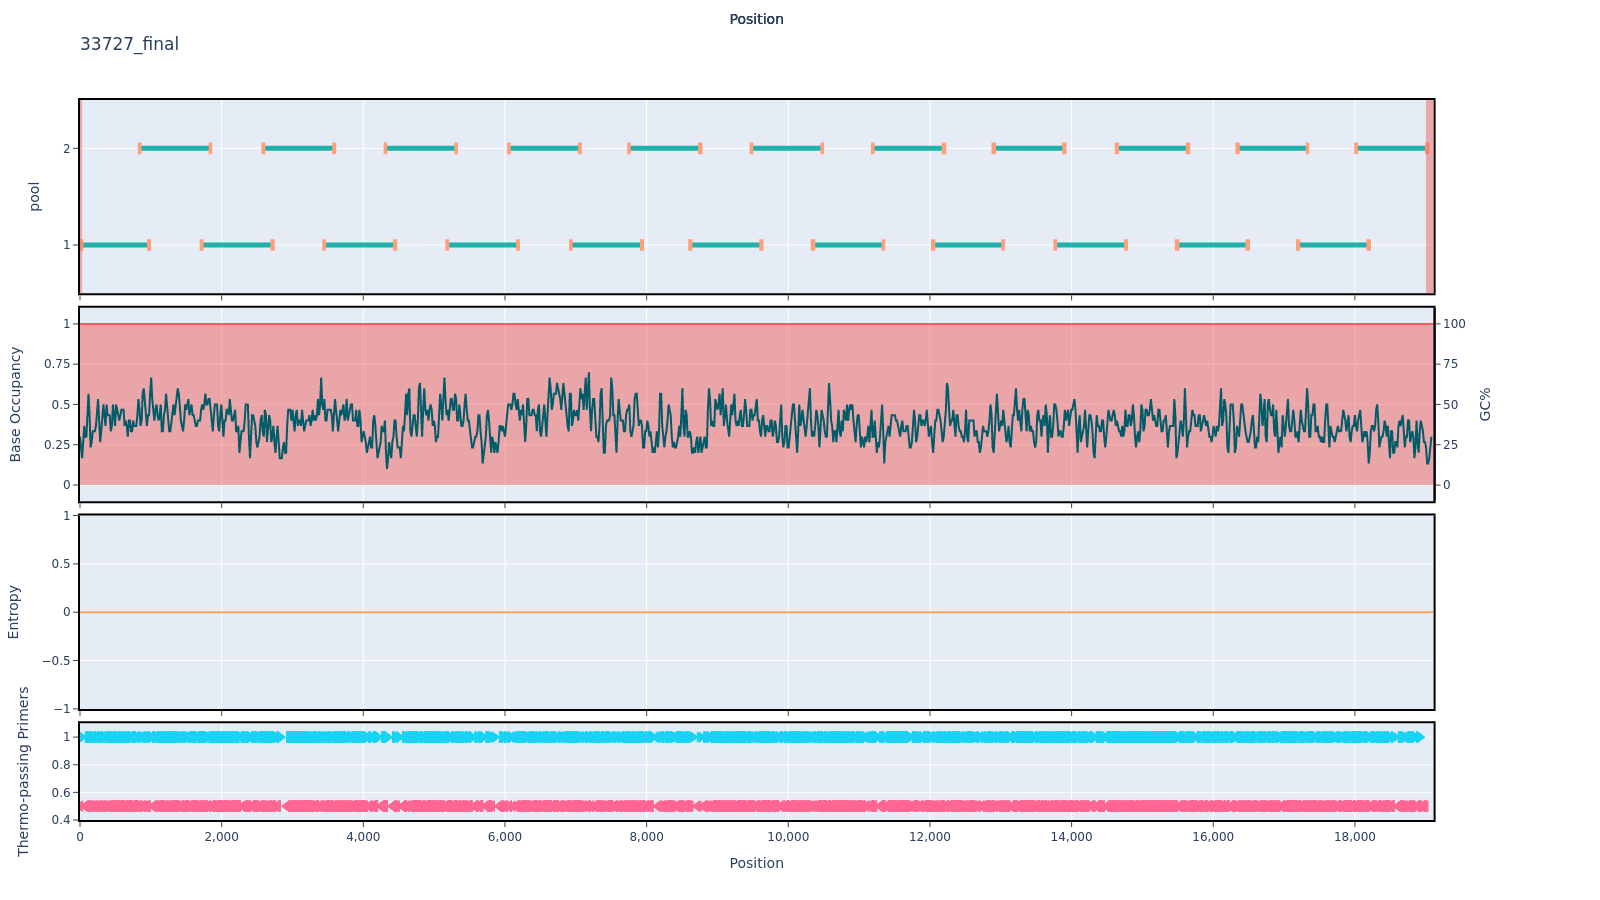 Position
33727_final
pool
2
1
Base Occupancy
1
0.75
0.5
0.25
0
100
75
50
25
0
GC%
Entropy
1
0.5
0
−0.5
−1
Thermo-passing Primers
1
0.8
0.6
0.4
0 2,000 4,000 6,000 8,000 10,000 12,000 14,000 16,000 18,000
Position